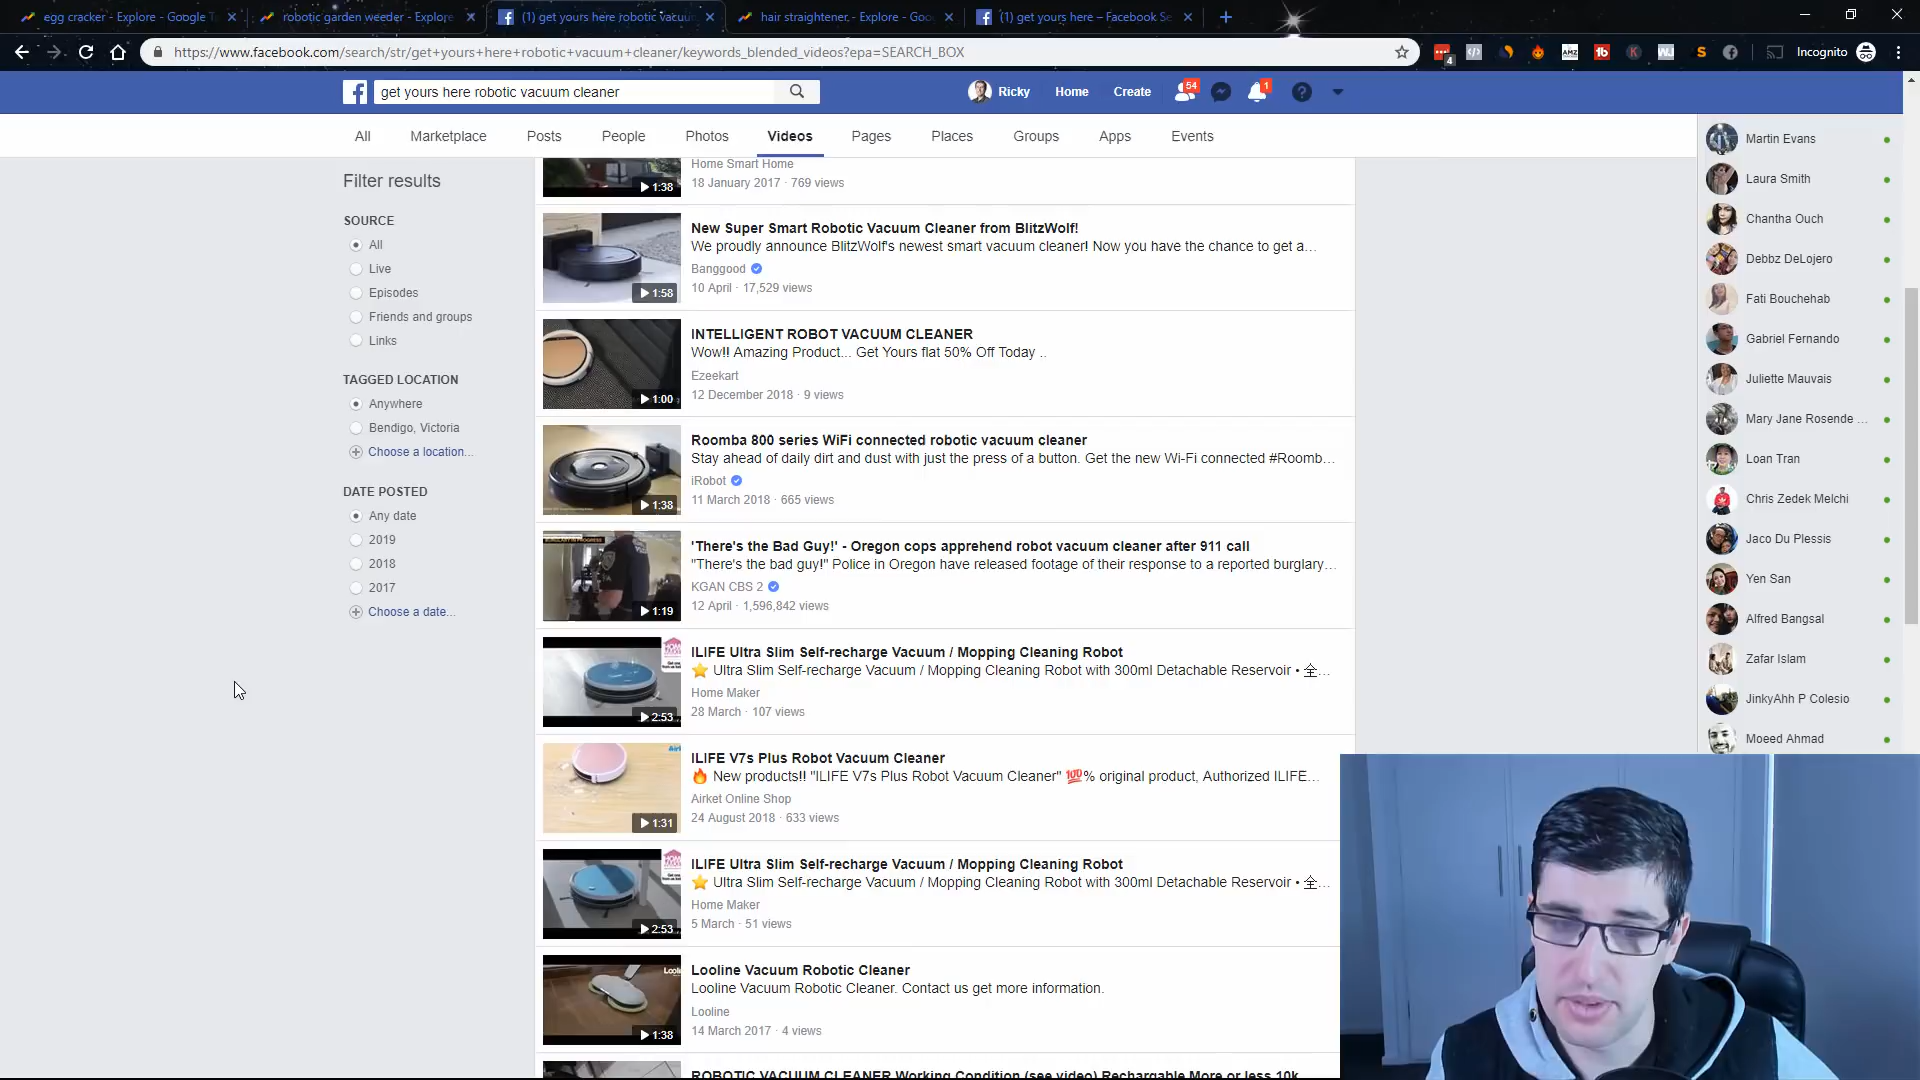 egg cracker - Explore - Google T
robotic garden weeder - Explore
(1) get yours here robotic vacuum
hair straightener, - Explore - Goo
(1) get yours here – Facebook Se
https://www.facebook.com/search/str/get+yours+here+robotic+vacuum+cleaner/keywords_blended_videos?epa=SEARCH_BOX
4
AMZ
Incognito
get yours here robotic vacuum cleaner
Ricky
Home
Create
54
1
All
Marketplace
Posts
People
Photos
Videos
Pages
Places
Groups
Apps
Events
Filter results
SOURCE
All
Live
Episodes
Friends and groups
Links
TAGGED LOCATION
Anywhere
Bendigo, Victoria
Choose a location...
DATE POSTED
Any date
2019
2018
2017
Choose a date...
1:38
Home Smart Home
18 January 2017 · 769 views
1:58
New Super Smart Robotic Vacuum Cleaner from BlitzWolf!
We proudly announce BlitzWolf's newest smart vacuum cleaner! Now you have the chance to get a...
Banggood
10 April · 17,529 views
1:00
INTELLIGENT ROBOT VACUUM CLEANER
Wow!! Amazing Product... Get Yours flat 50% Off Today ..
Ezeekart
12 December 2018 · 9 views
1:38
Roomba 800 series WiFi connected robotic vacuum cleaner
Stay ahead of daily dirt and dust with just the press of a button. Get the new Wi-Fi connected #Roomb...
iRobot
11 March 2018 · 665 views
1:19
'There's the Bad Guy!' - Oregon cops apprehend robot vacuum cleaner after 911 call
"There's the bad guy!" Police in Oregon have released footage of their response to a reported burglary...
KGAN CBS 2
12 April · 1,596,842 views
2:53
ILIFE Ultra Slim Self-recharge Vacuum / Mopping Cleaning Robot
⭐ Ultra Slim Self-recharge Vacuum / Mopping Cleaning Robot with 300ml Detachable Reservoir • 全...
Home Maker
28 March · 107 views
1:31
ILIFE V7s Plus Robot Vacuum Cleaner
🔥 New products!! "ILIFE V7s Plus Robot Vacuum Cleaner" 💯% original product, Authorized ILIFE...
Airket Online Shop
24 August 2018 · 633 views
2:53
ILIFE Ultra Slim Self-recharge Vacuum / Mopping Cleaning Robot
⭐ Ultra Slim Self-recharge Vacuum / Mopping Cleaning Robot with 300ml Detachable Reservoir • 全...
Home Maker
5 March · 51 views
1:38
Looline Vacuum Robotic Cleaner
Looline Vacuum Robotic Cleaner. Contact us get more information.
Looline
14 March 2017 · 4 views
ROBOTIC VACUUM CLEANER Working Condition (see video) Rechargable More or less 10k
Martin Evans
Laura Smith
Chantha Ouch
Debbz DeLojero
Fati Bouchehab
Gabriel Fernando
Juliette Mauvais
Mary Jane Rosende ...
Loan Tran
Chris Zedek Melchi
Jaco Du Plessis
Yen San
Alfred Bangsal
Zafar Islam
JinkyAhh P Colesio
Moeed Ahmad